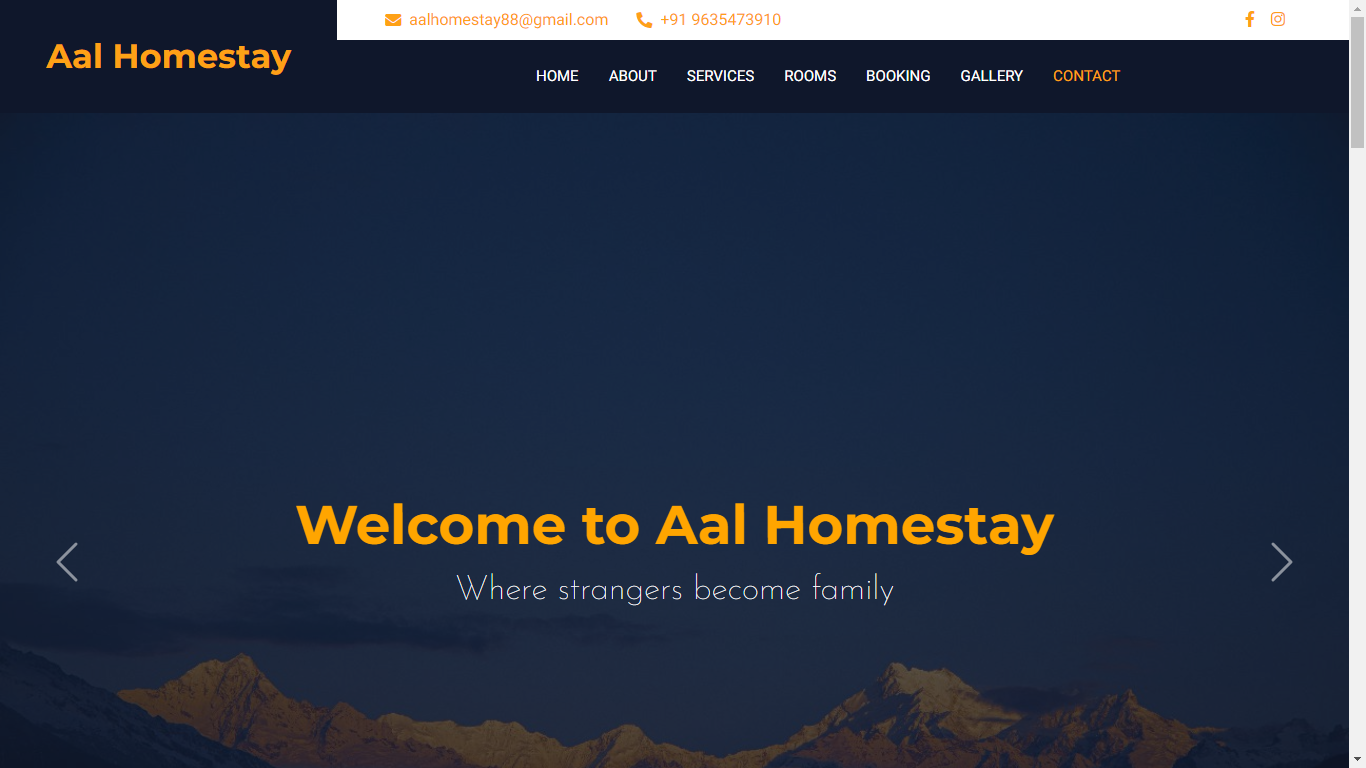 aalhomestay88@gmail.com +91 9635473910
Aal Homestay
HOME ABOUT SERVICES ROOMS BOOKING GALLERY CONTACT
Welcome to Aal Homestay
Where strangers become family